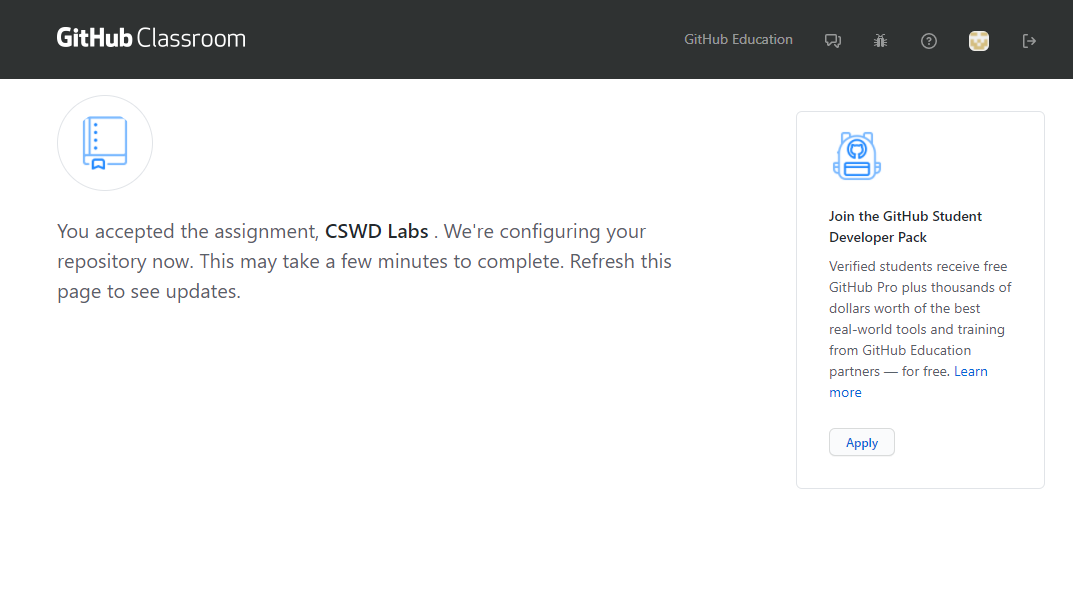 GitHub Classroom
GitHub Education
You accepted the assignment, CSWD Labs . We're configuring your
repository now. This may take a few minutes to complete. Refresh this
page to see updates.
Join the GitHub Student
Developer Pack
Verified students receive free
GitHub Pro plus thousands of
dollars worth of the best
real-world tools and training
from GitHub Education
partners — for free. Learn
more
Apply